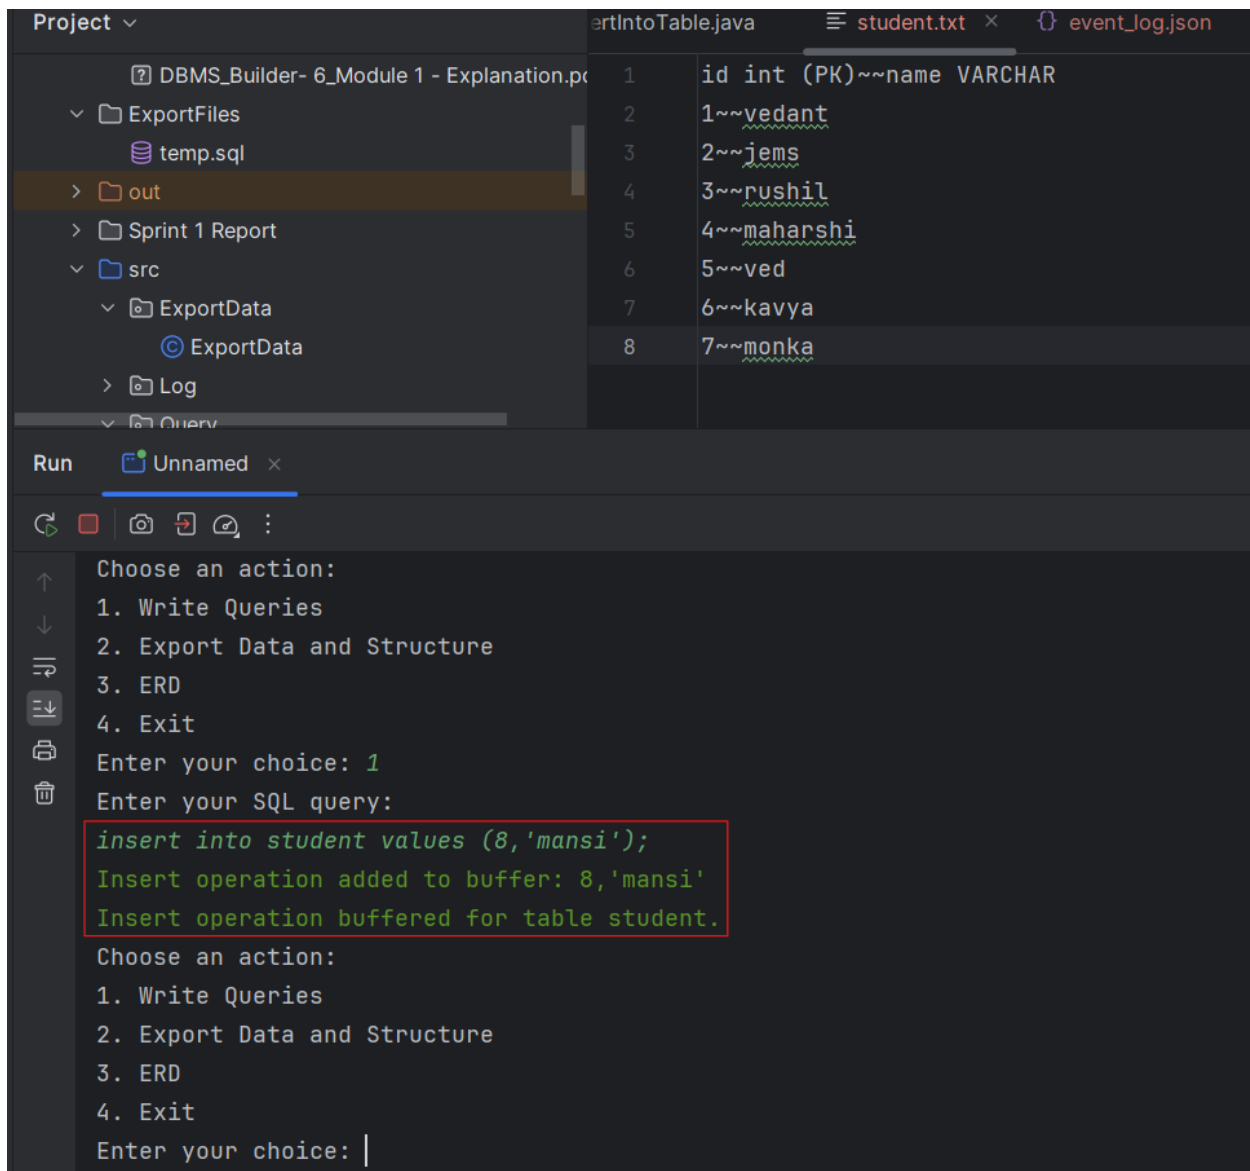 Project
DBMS_Builder- 6_Module 1 - Explanation.pd
ExportFiles
temp.sql
out
Sprint 1 Report
src
ExportData
ExportData
Log
Query
ertIntoTable.java
student.txt
event_log.json
1 id int (PK)~~name VARCHAR
2 1~~vedant
3 2~~jems
4 3~~rushil
5 4~~maharshi
6 5~~ved
7 6~~kavya
8 7~~monka
Run Unnamed
Choose an action:
1. Write Queries
2. Export Data and Structure
3. ERD
4. Exit
Enter your choice: 1
Enter your SQL query:
insert into student values (8,'mansi');
Insert operation added to buffer: 8,'mansi'
Insert operation buffered for table student.
Choose an action:
1. Write Queries
2. Export Data and Structure
3. ERD
4. Exit
Enter your choice: